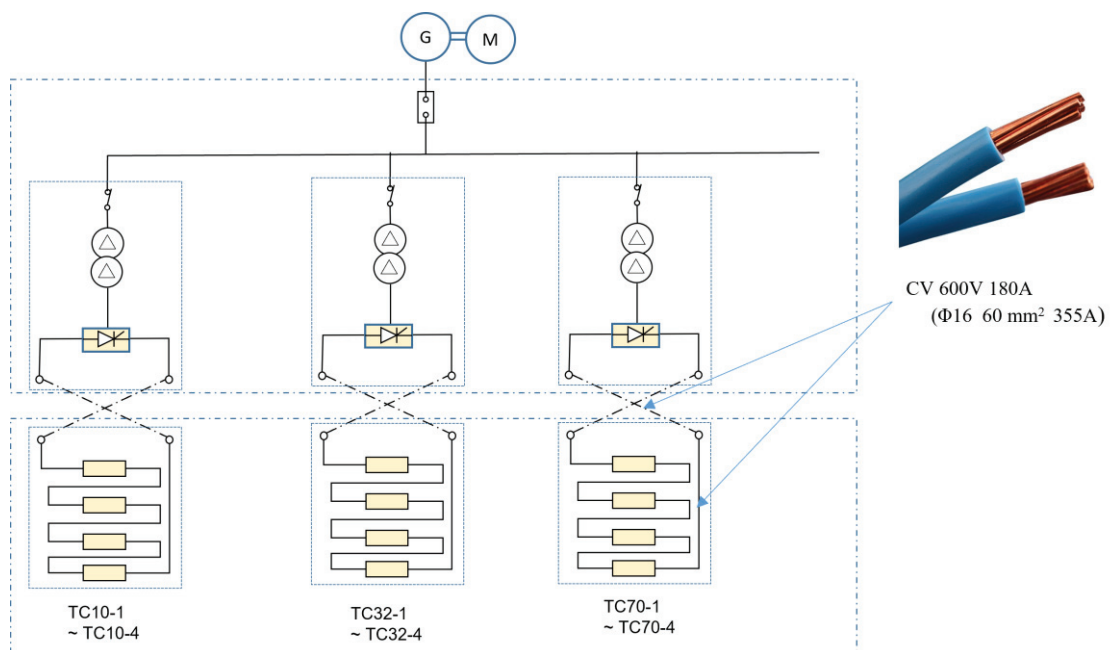 G
M
CV 600V 180A
(Φ16 60 mm² 355A)
TC10-1
~ TC10-4
TC32-1
~ TC32-4
TC70-1
~ TC70-4